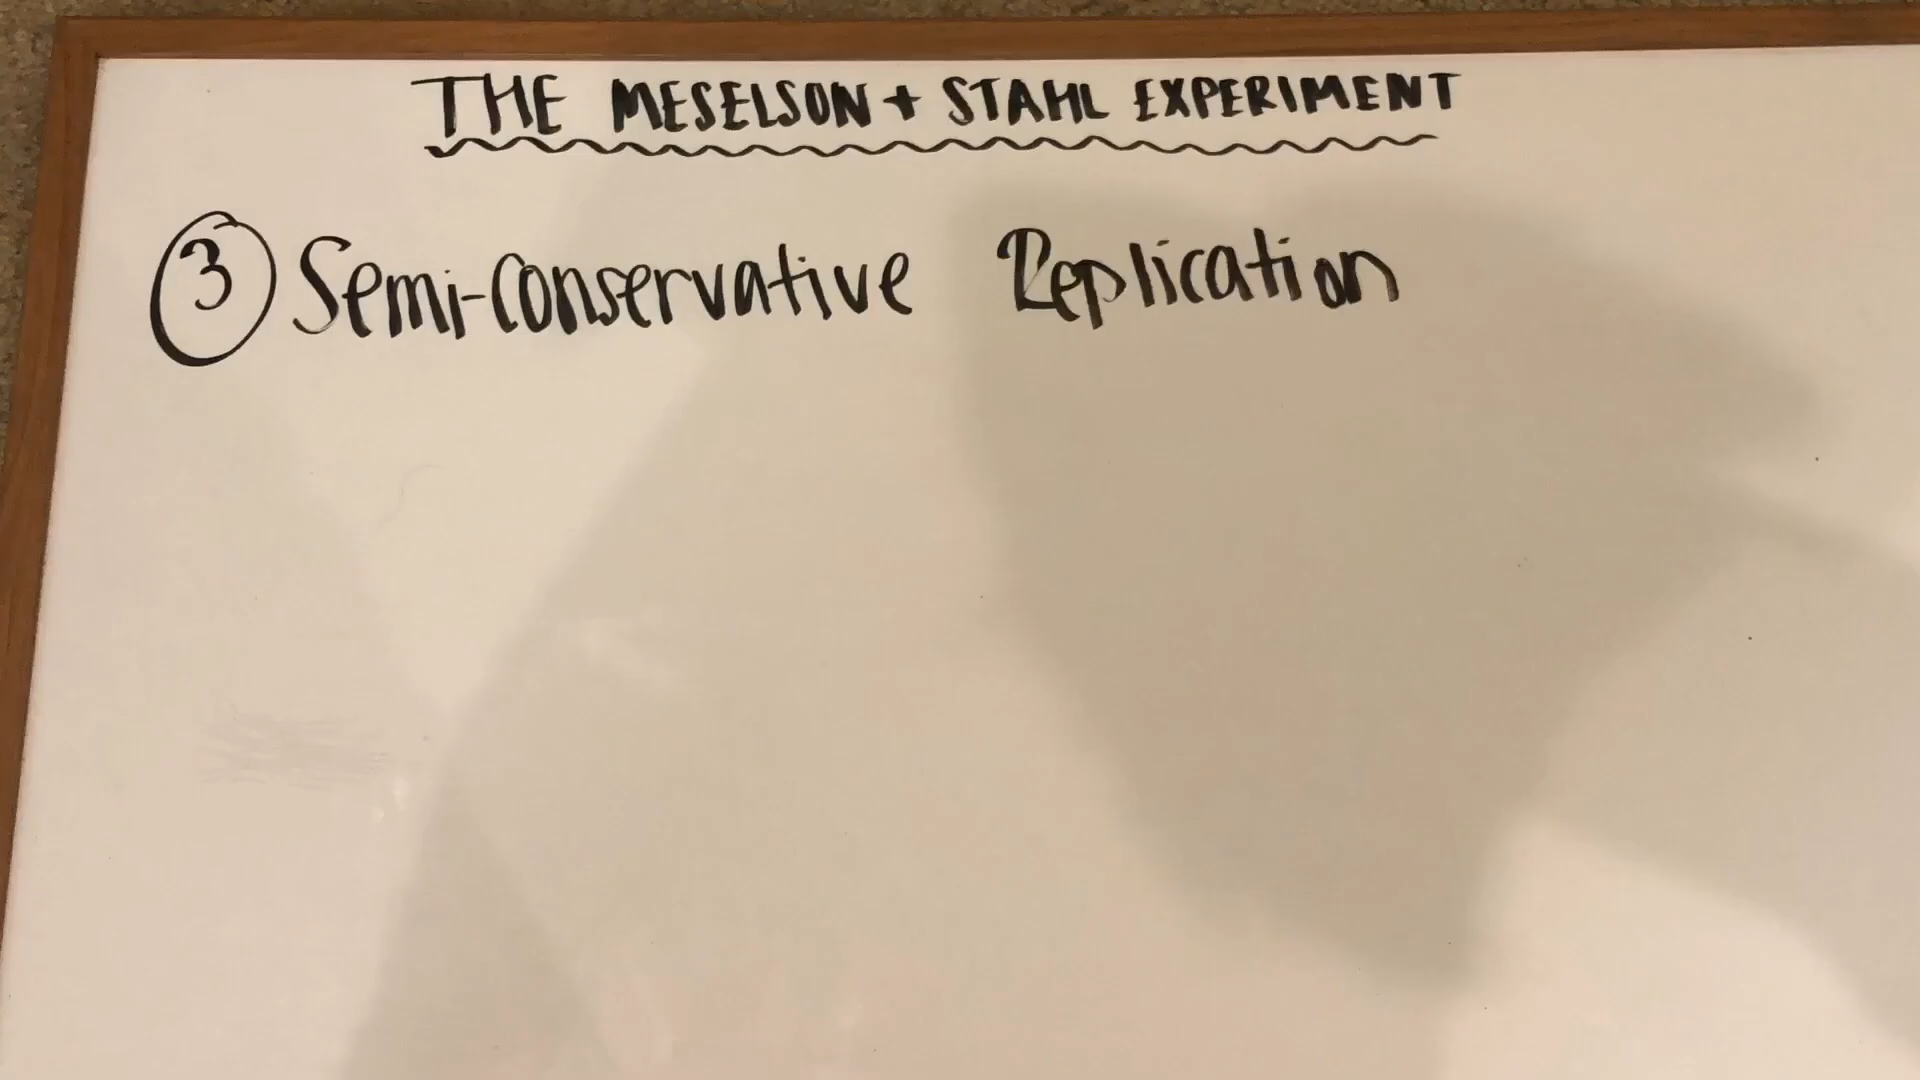 THE MESELSON + STAHL EXPERIMENT
3 Semi-conservative Replication